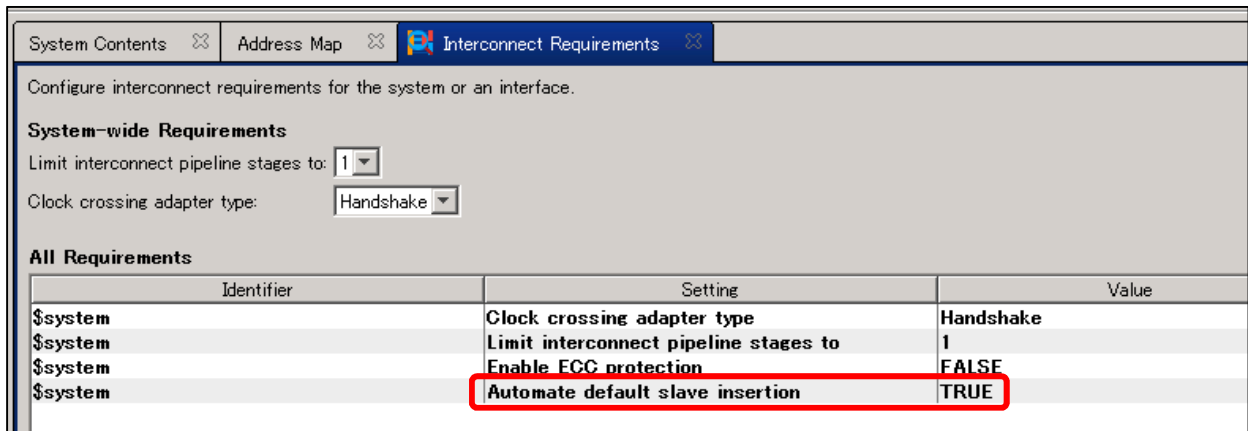 System Contents Address Map Interconnect Requirements
Configure interconnect requirements for the system or an interface.
System-wide Requirements
Limit interconnect pipeline stages to: 1
Clock crossing adapter type: Handshake
All Requirements
Identifier Setting Value
$system Clock crossing adapter type Handshake
$system Limit interconnect pipeline stages to 1
$system Enable ECC protection FALSE
$system Automate default slave insertion TRUE